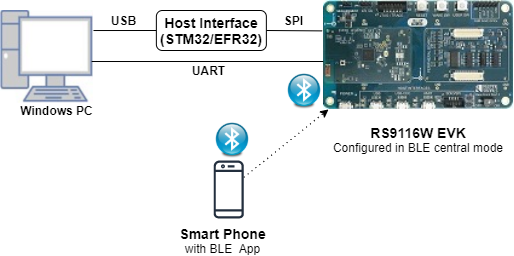 USB
Host Interface
(STM32/EFR32)
SPI
UART
Windows PC
RS9116W EVK
Configured in BLE central mode
Smart Phone
with BLE App